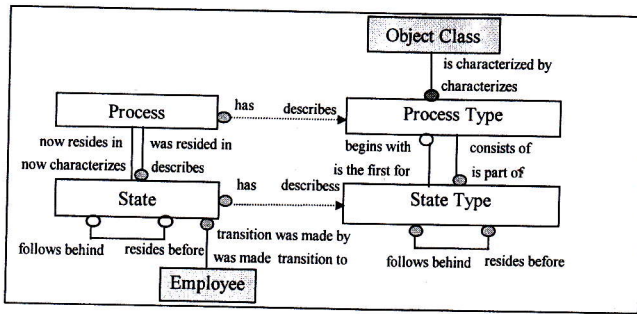 Object Class
is characterized by
characterizes
Process
has
describes
Process Type
now resides in
was resided in
begins with
consists of
now characterizes
describes
is the first for
is part of
State
has
describess
State Type
transition was made by
follows behind
resides before
was made transition to
follows behind
resides before
Employee